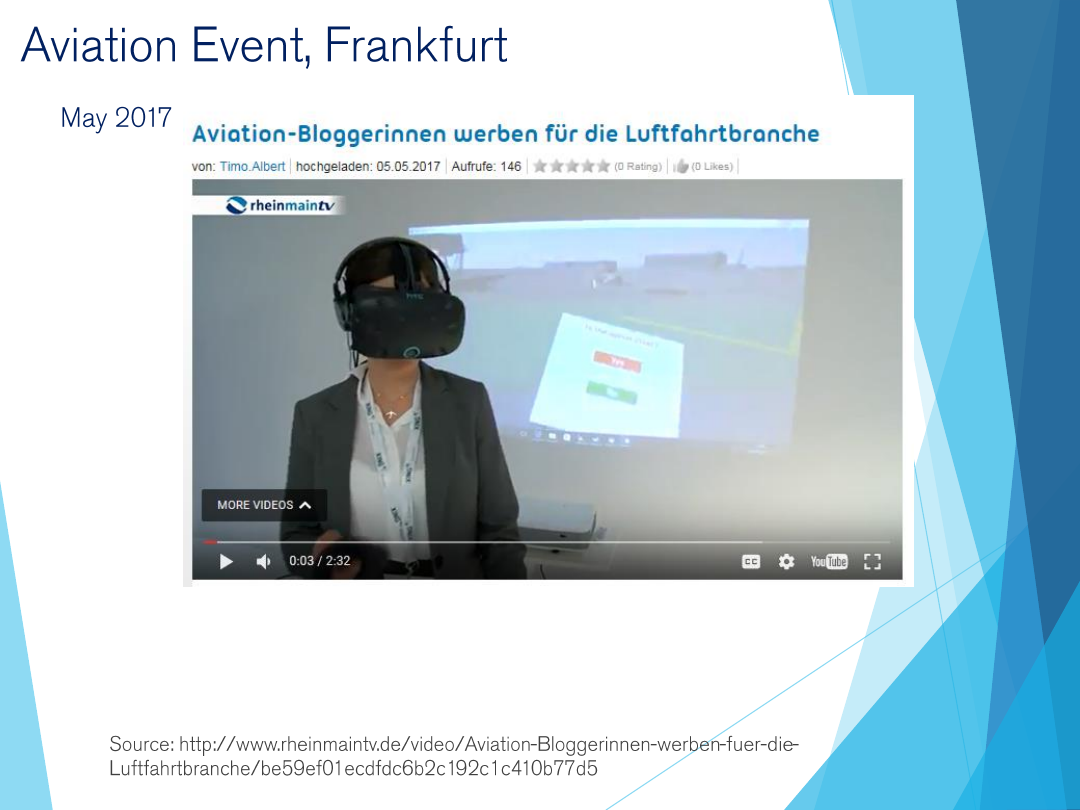 Aviation Event, Frankfurt
May 2017
Aviation-Bloggerinnen werben für die Luftfahrtbranche
von: Timo.Albert | hochgeladen: 05.05.2017 | Aufrufe: 146 | (0 Rating) | (0 Likes) |
rheinmaintv
htc
MORE VIDEOS
0:03 / 2:32
CC
YouTube
Source: http://www.rheinmaintv.de/video/Aviation-Bloggerinnen-werben-fuer-die-
Luftfahrtbranche/be59ef01ecdfdc6b2c192c1c410b77d5